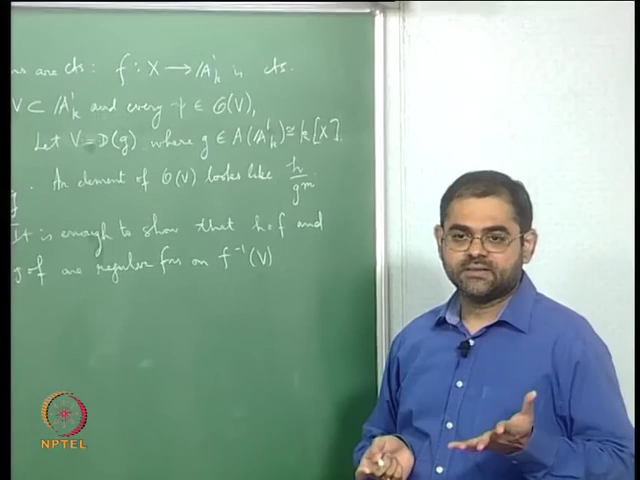 are cts: f: X → /A¹ₖ is cts.
V ⊂ /A¹ₖ and every ψ ∈ O(V),
Let V = D(g) where g ∈ A(/A¹ₖ) ≅ k[X].
. An element of O(V) looks like h/gᵐ.
It is enough to show that h∘f and
g∘f are regular fns on f⁻¹(V)
NPTEL